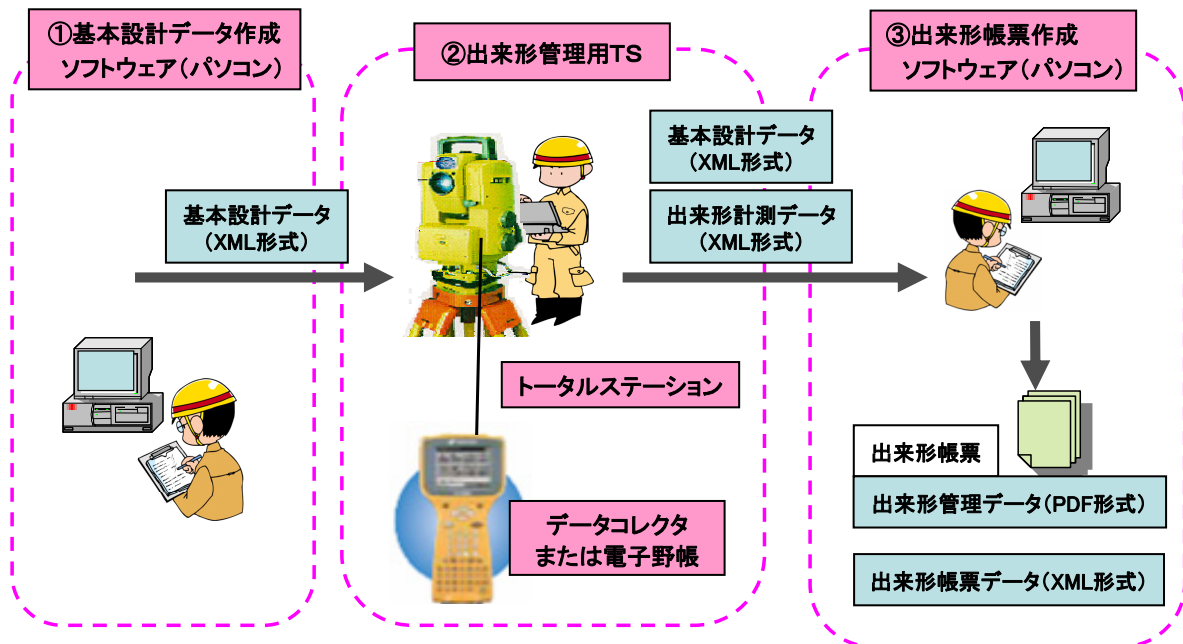 ①基本設計データ作成
ソフトウェア(パソコン)
基本設計データ
(XML形式)
②出来形管理用TS
トータルステーション
データコレクタ
または電子野帳
基本設計データ
(XML形式)
出来形計測データ
(XML形式)
③出来形帳票作成
ソフトウェア(パソコン)
出来形帳票
出来形管理データ(PDF形式)
出来形帳票データ(XML形式)